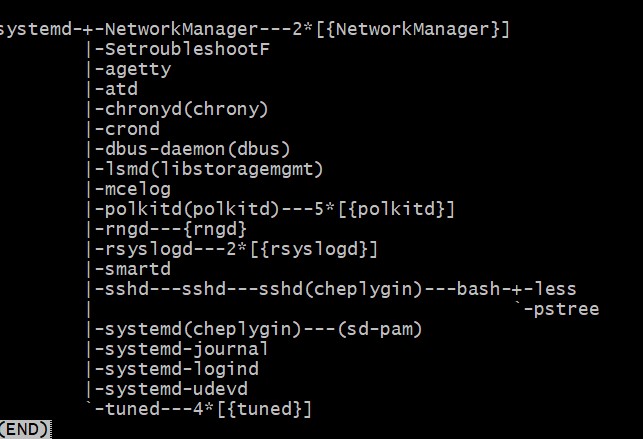 systemd-+-NetworkManager---2*[{NetworkManager}]
        |-SetroubleshootF
        |-agetty
        |-atd
        |-chronyd(chrony)
        |-crond
        |-dbus-daemon(dbus)
        |-lsmd(libstoragemgmt)
        |-mcelog
        |-polkitd(polkitd)---5*[{polkitd}]
        |-rngd---{rngd}
        |-rsyslogd---2*[{rsyslogd}]
        |-smartd
        |-sshd---sshd---sshd(cheplygin)---bash-+-less
        |                                      `-pstree
        |-systemd(cheplygin)---(sd-pam)
        |-systemd-journal
        |-systemd-logind
        |-systemd-udevd
        `-tuned---4*[{tuned}]
(END)